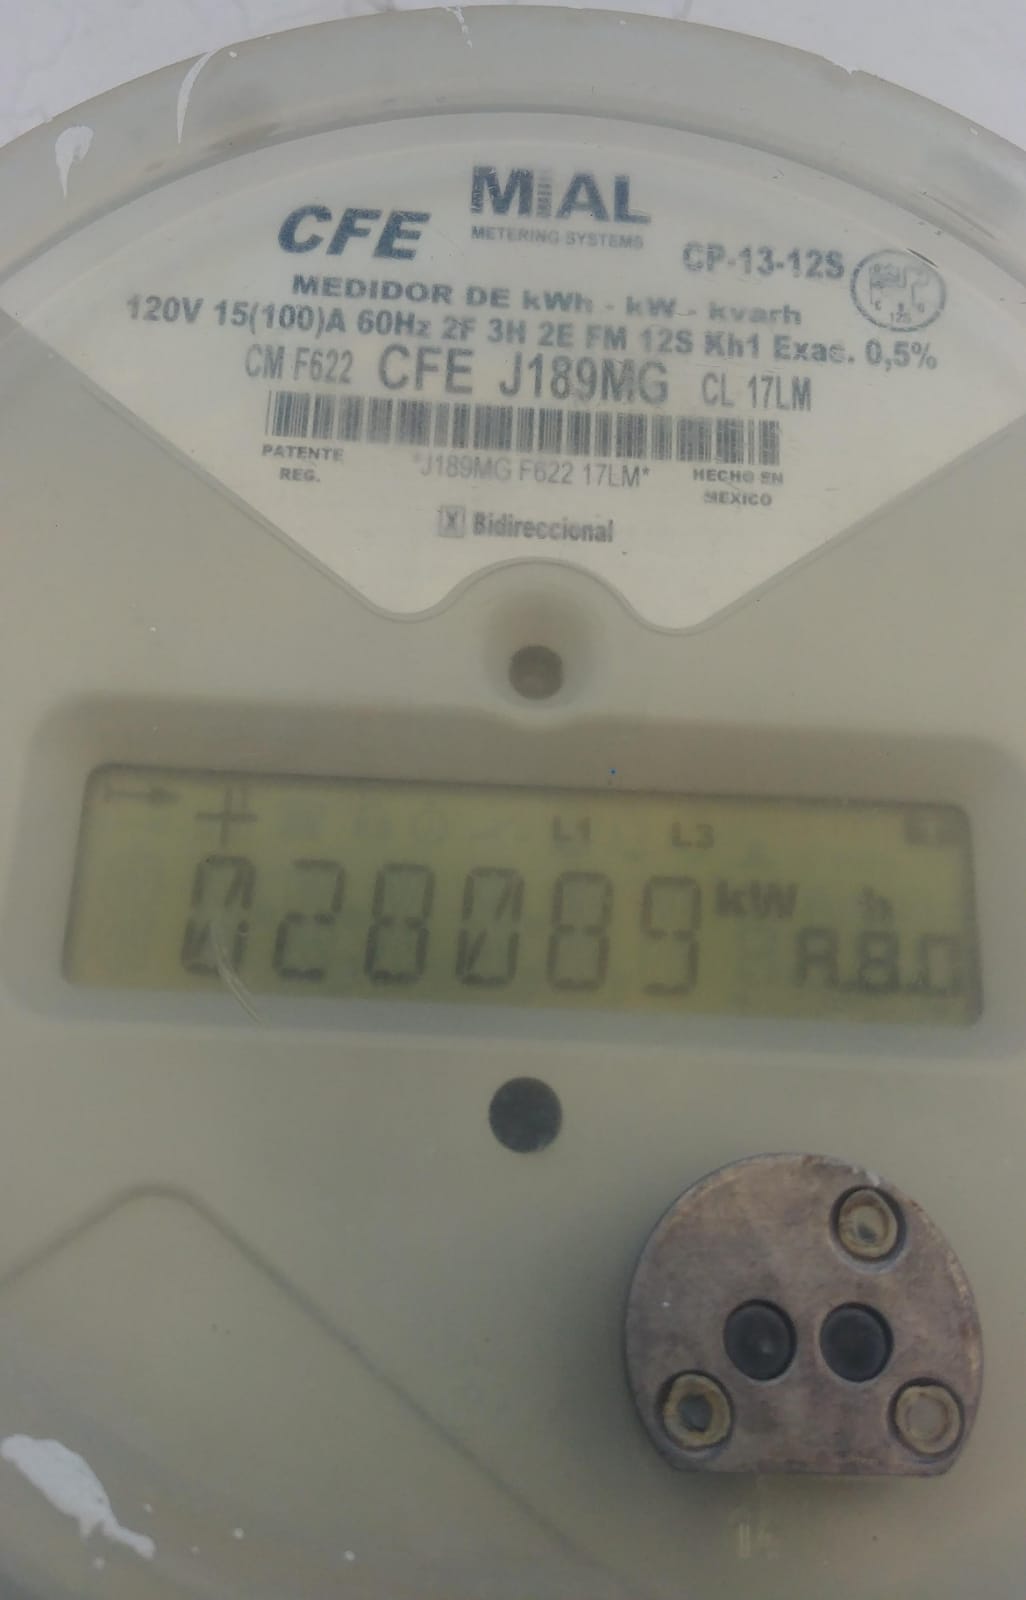 MIAL
CFE
METERING SYSTEMS
CP-13-12S
MEDIDOR DE kWh - kW - kvarh
120V 15(100)A 60Hz 2F 3H 2E FM 12S Kh1 Exac. 0,5%
CM F622 CFE J189MG CL 17LM
PATENTE
REG.
*J189MG F622 17LM*
HECHO EN
MEXICO
X Bidireccional
L1 L3
028089 kW h A.B.D